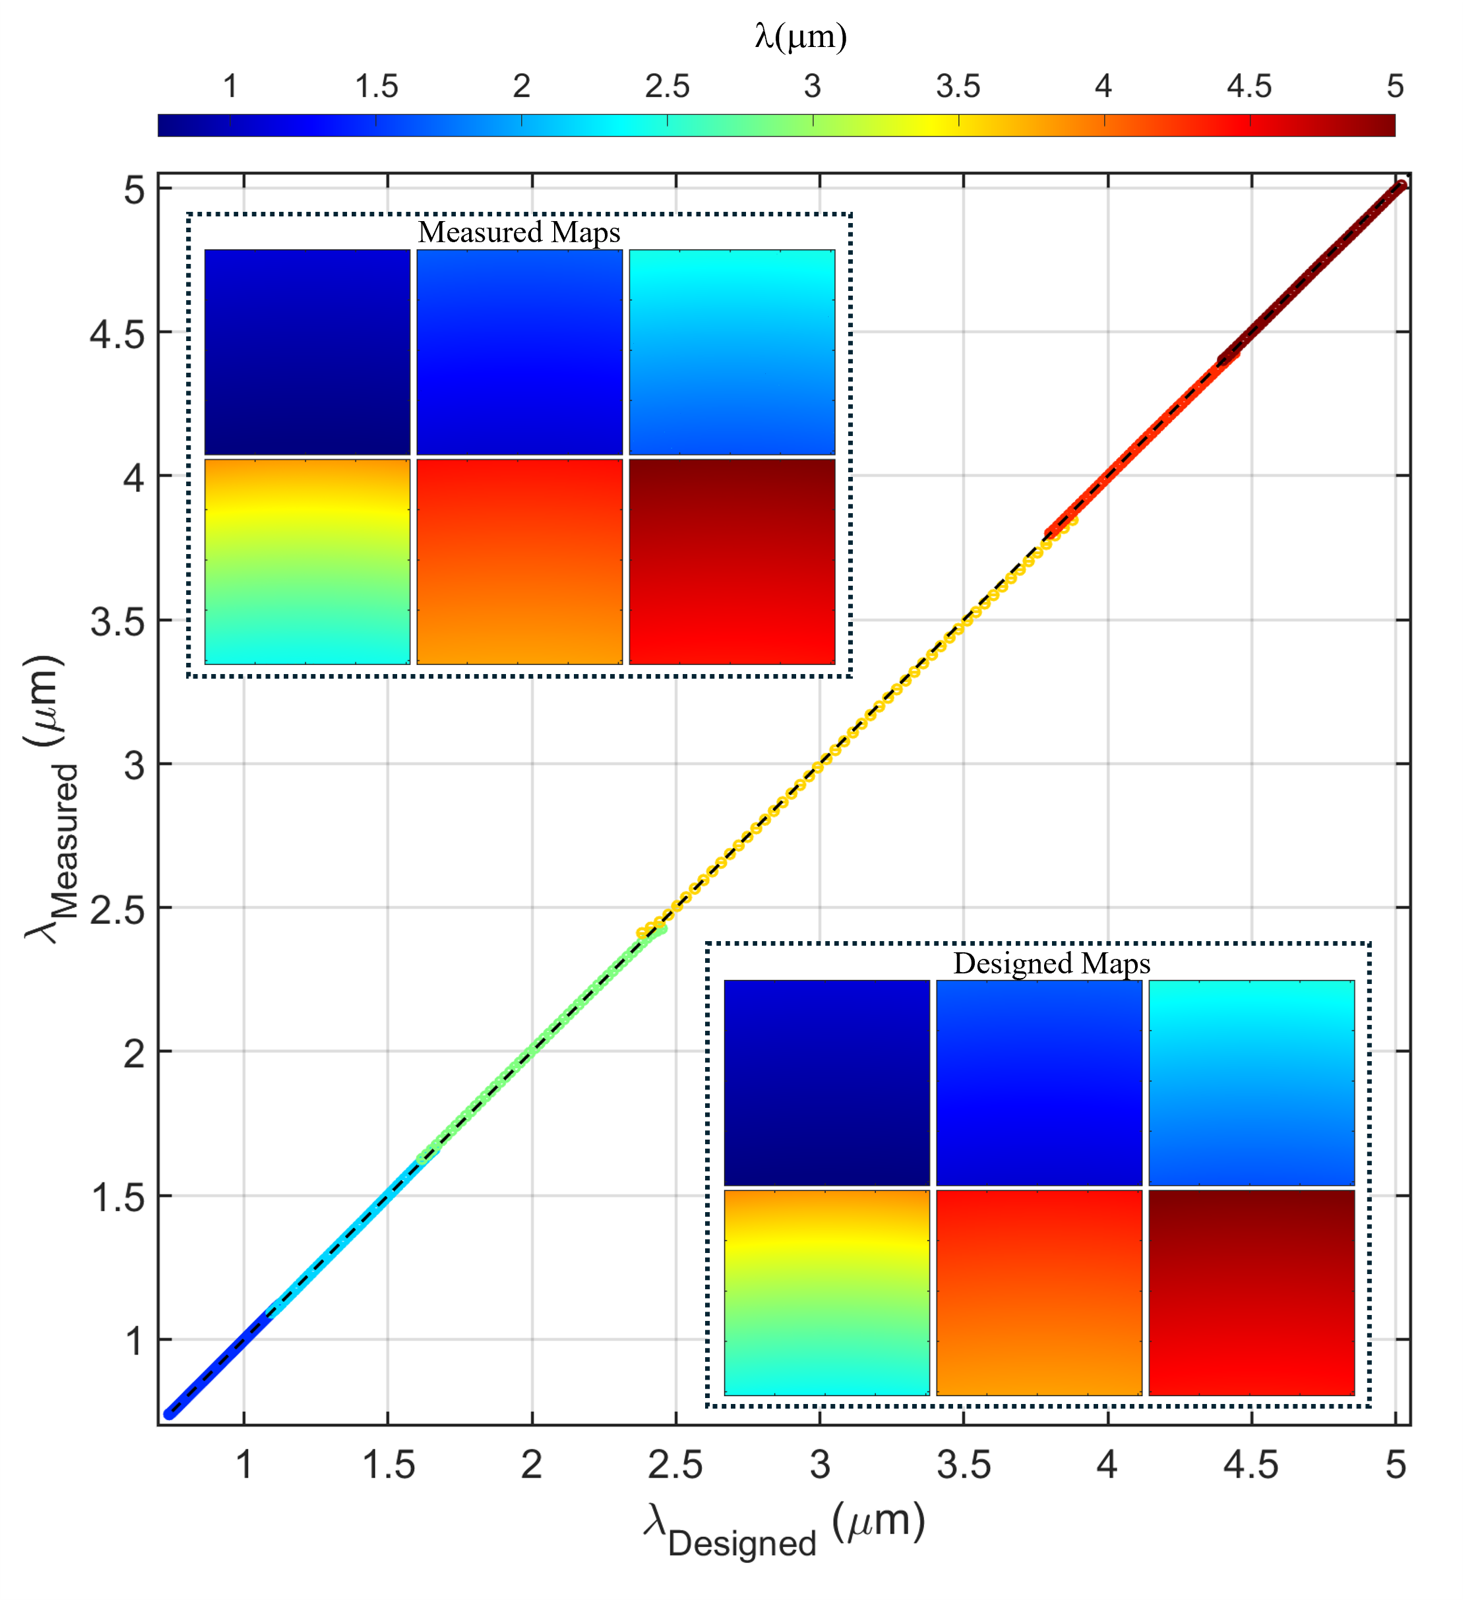 λ(μm)
1 1.5 2 2.5 3 3.5 4 4.5 5
5
Measured Maps
4.5
4
3.5
λMeasured (μm)
3
2.5
Designed Maps
2
1.5
1
1 1.5 2 2.5 3 3.5 4 4.5 5
λDesigned (μm)